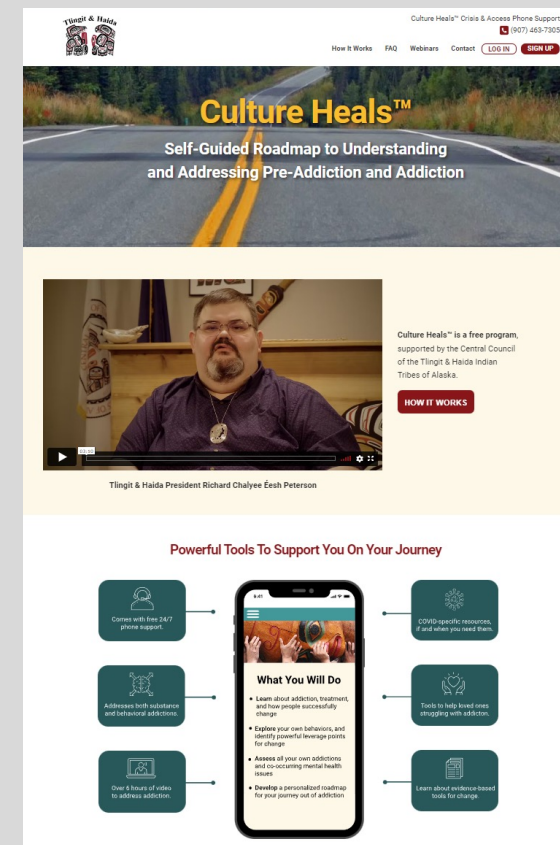 Tlingit & Haida
Culture Heals™ Crisis & Access Phone Support
(907) 463-7305
How It Works FAQ Webinars Contact LOG IN SIGN UP
Culture Heals™
Self-Guided Roadmap to Understanding
and Addressing Pre-Addiction and Addiction
03:50
Culture Heals™ is a free program,
supported by the Central Council
of the Tlingit & Haida Indian
Tribes of Alaska.
HOW IT WORKS
Tlingit & Haida President Richard Chalyee Éesh Peterson
Powerful Tools To Support You On Your Journey
Comes with free 24/7
phone support.
Addresses both substance
and behavioral addictions.
Over 6 hours of video
to address addiction.
9:41
What You Will Do
• Learn about addiction, treatment,
and how people successfully
change
• Explore your own behaviors, and
identify powerful leverage points
for change
• Assess all your own addictions
and co-occurring mental health
issues
• Develop a personalized roadmap
for your journey out of addiction
COVID-specific resources,
if and when you need them.
Tools to help loved ones
struggling with addicton.
Learn about evidence-based
tools for change.